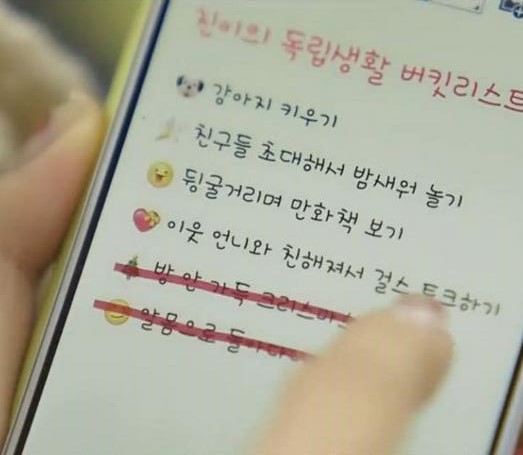 친이의 독립생활 버킷리스트
강아지 키우기
친구들 초대해서 밤새워 놀기
뒹굴거리며 만화책 보기
이웃 언니와 친해져서 걸스 토크하기
방 안 가득 크리스마스
알몸으로 돌아다